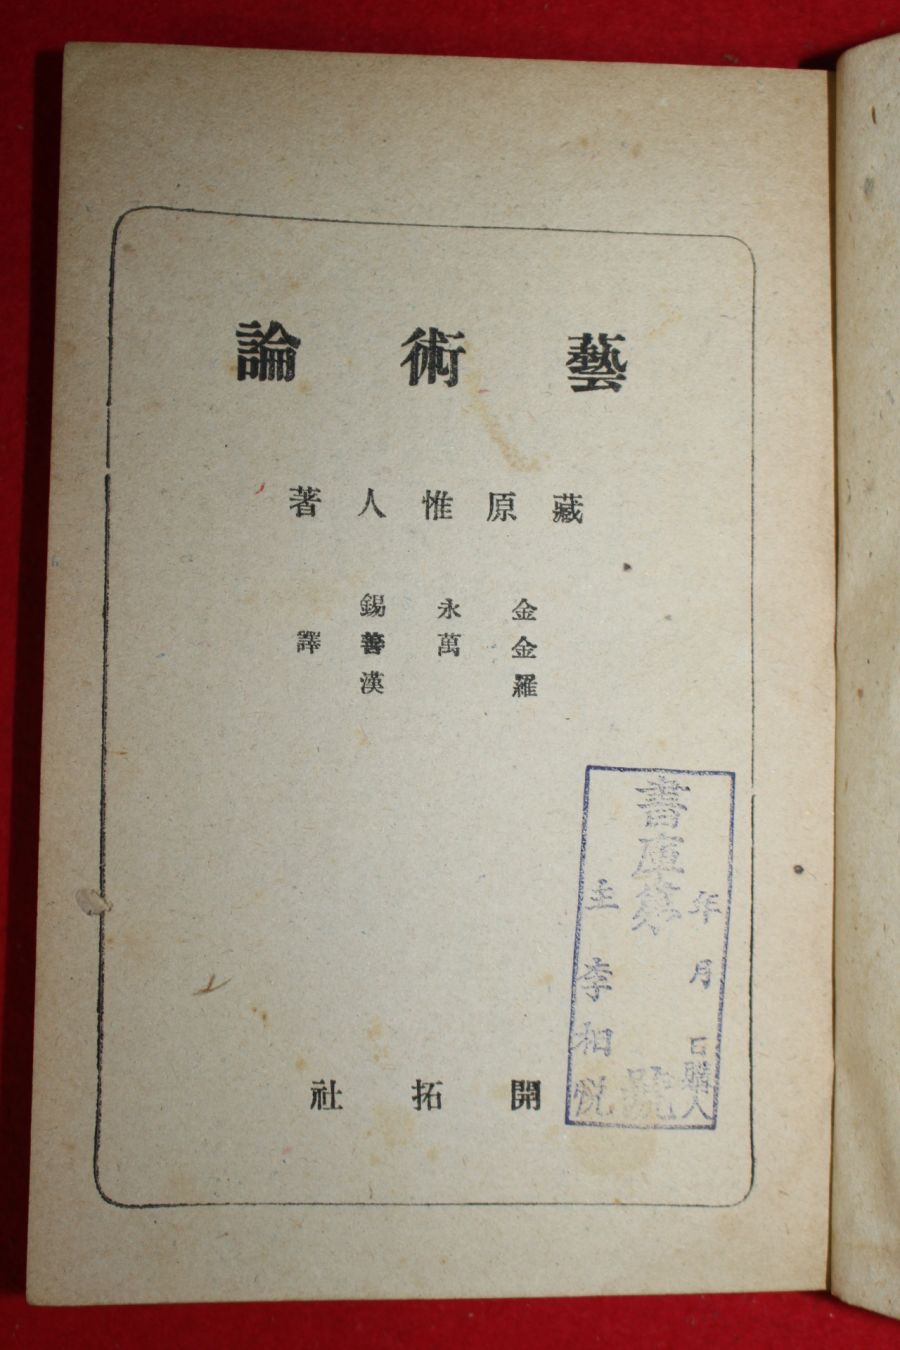 藝術論
藏原惟人著
金永錫
金萬善譯
羅漢
開拓社
年月日購入
書庫第 號
主李相悅